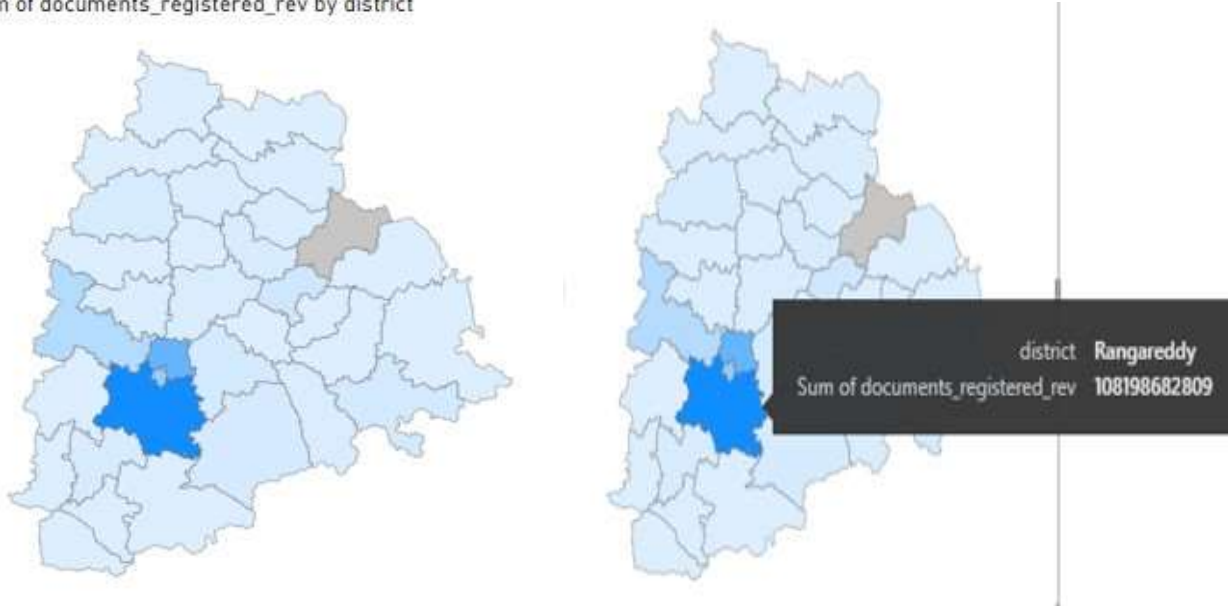 of documents_registered_rev by district
district Rangareddy
Sum of documents_registered_rev 108198682809